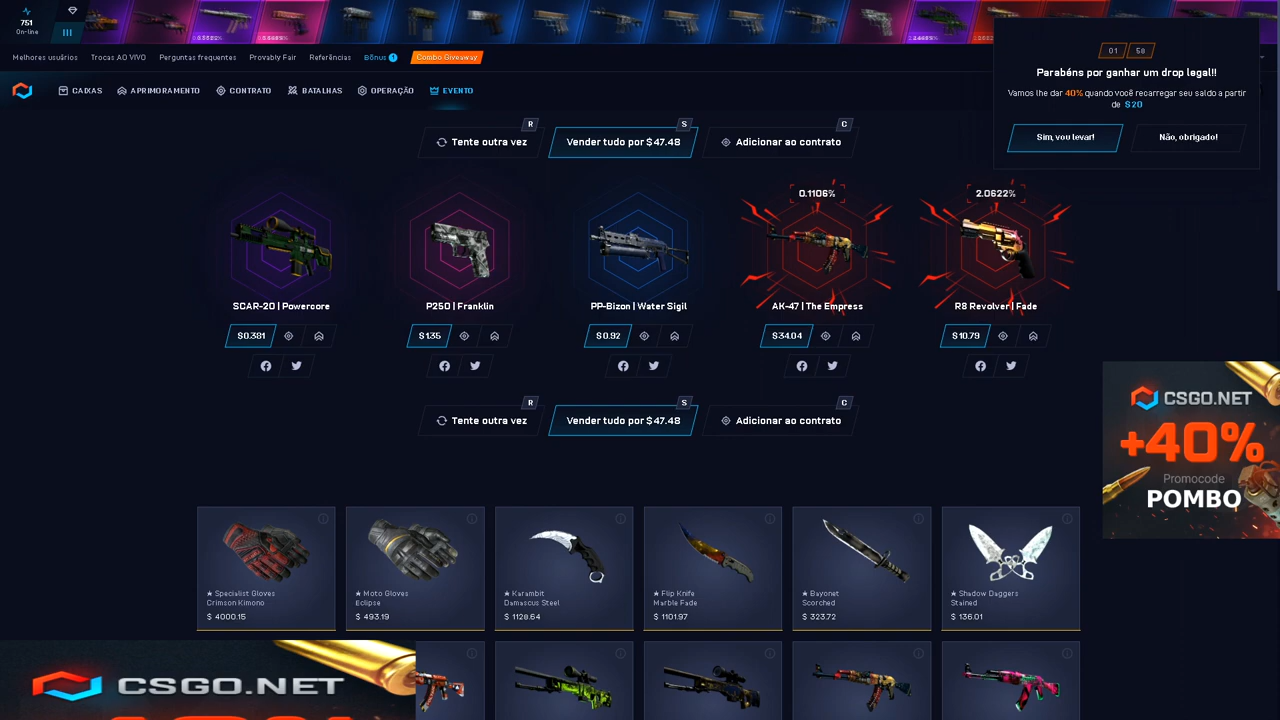 751
On-line
Melhores usuários
Trocas AO VIVO
Perguntas frequentes
Provably Fair
Referências
Bônus
Combo Giveaway
CAIXAS
APRIMORAMENTO
CONTRATO
BATALHAS
OPERAÇÃO
EVENTO
01 58
Parabéns por ganhar um drop legal!!
Vamos lhe dar 40% quando você recarregar seu saldo a partir
de $20
Sim, vou levar!
Não, obrigado!
R
S
C
Tente outra vez
Vender tudo por $47.48
Adicionar ao contrato
0.1106%
2.0622%
SCAR-20 | Powercore
P250 | Franklin
PP-Bizon | Water Sigil
AK-47 | The Empress
R8 Revolver | Fade
$0.381
$1.35
$0.92
$34.04
$10.79
R
S
C
Tente outra vez
Vender tudo por $47.48
Adicionar ao contrato
CSGO.NET
+40%
Promocode
POMBO
★ Specialist Gloves
Crimson Kimono
$ 4000.15
★ Moto Gloves
Eclipse
$ 493.19
★ Karambit
Damascus Steel
$ 1128.64
★ Flip Knife
Marble Fade
$ 1101.97
★ Bayonet
Scorched
$ 323.72
★ Shadow Daggers
Stained
$ 136.01
CSGO.NET